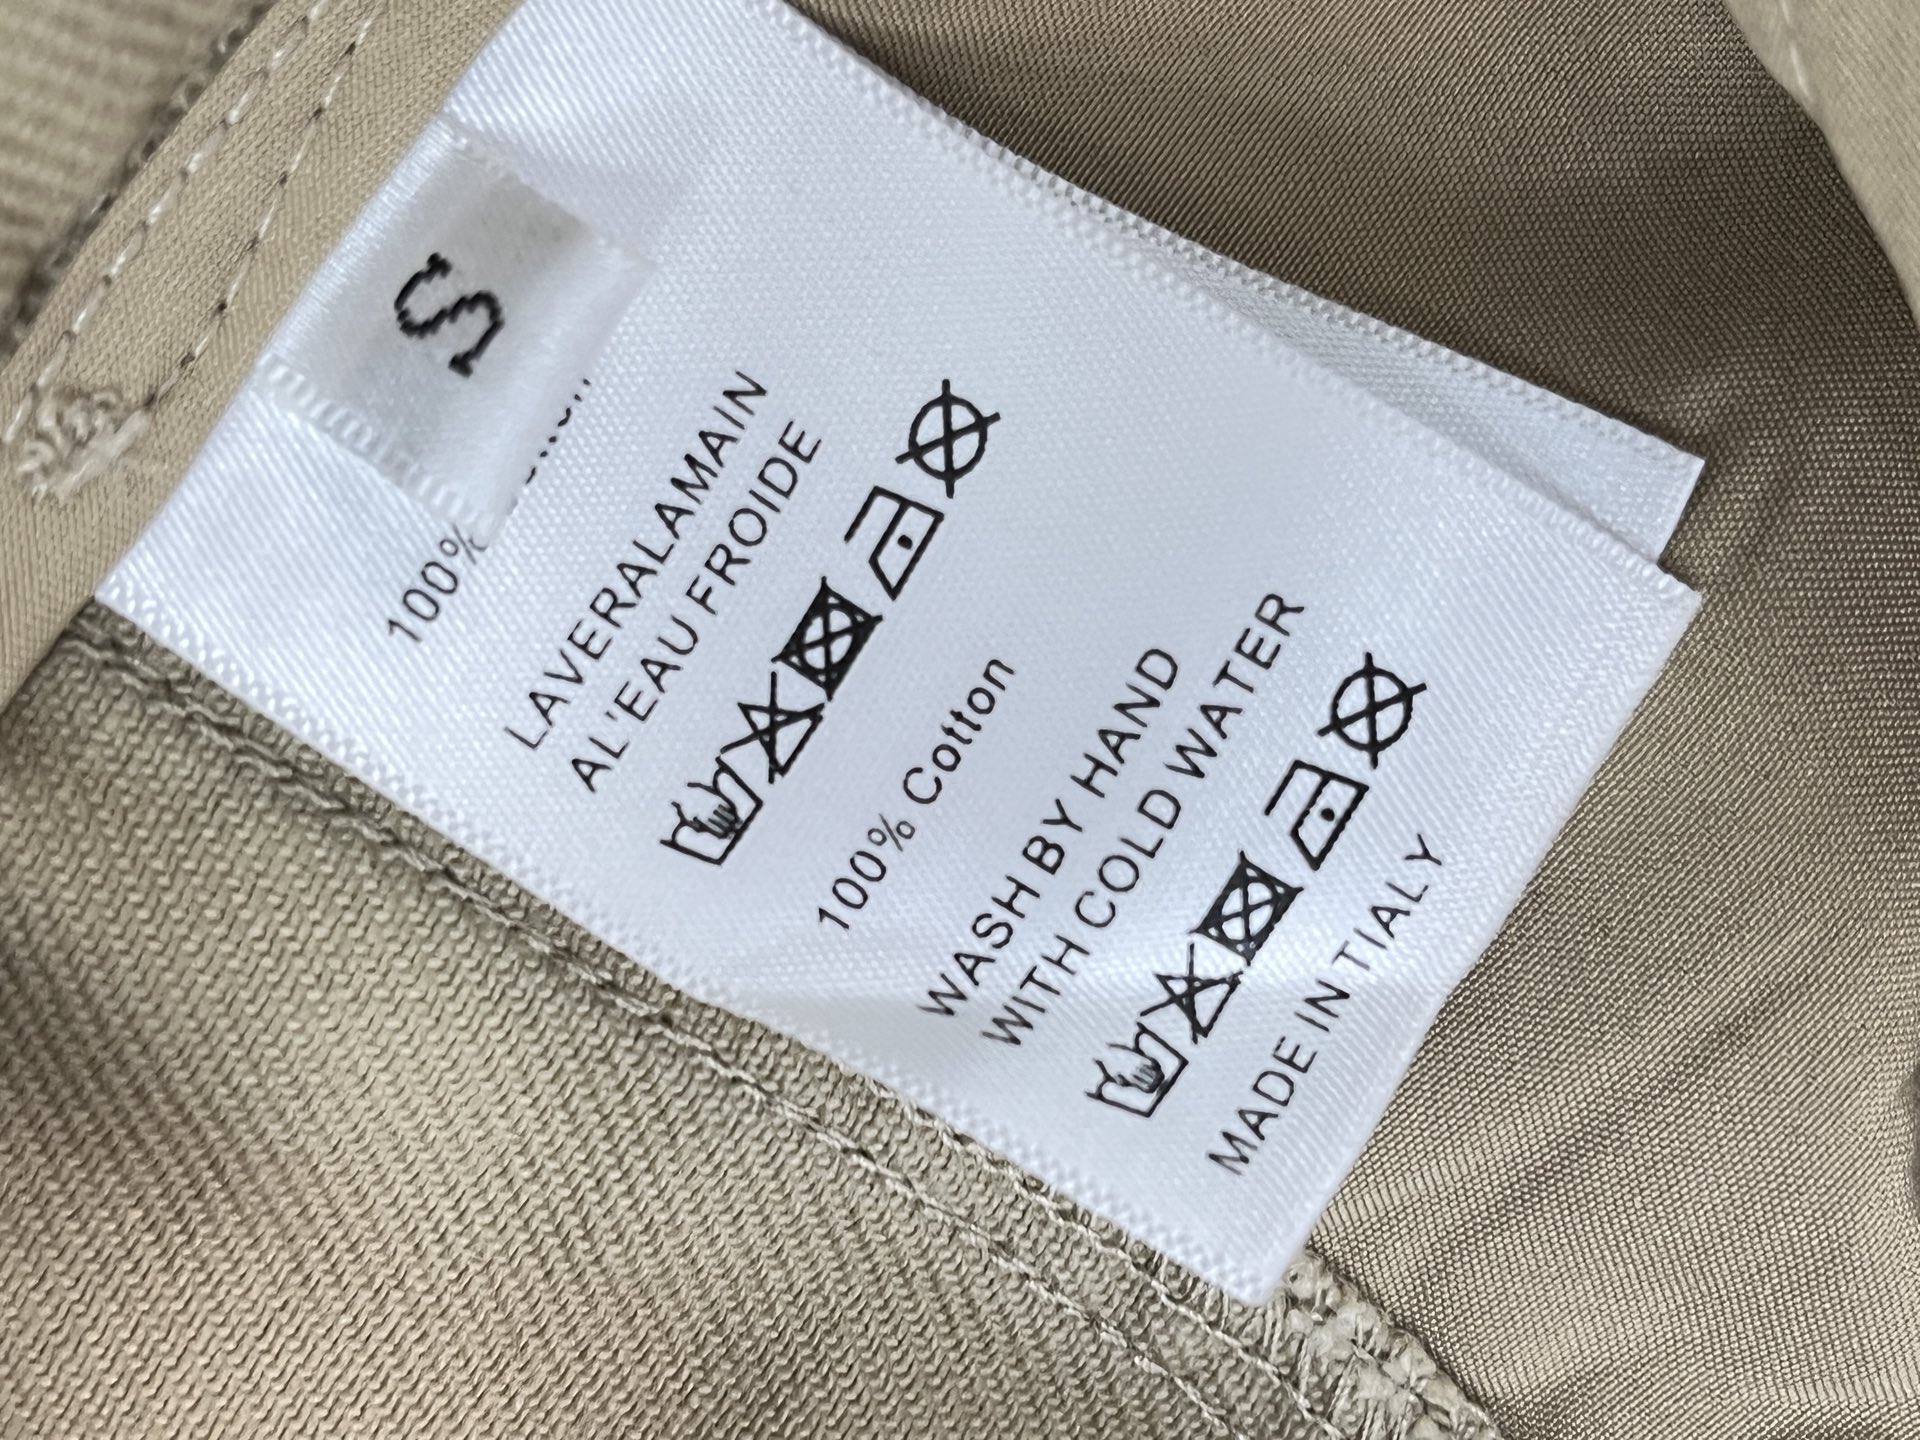 S
100%
LAVERALAMAIN
AL'EAU FROIDE
100% Cotton
WASH BY HAND
WITH COLD WATER
MADE IN TIALY